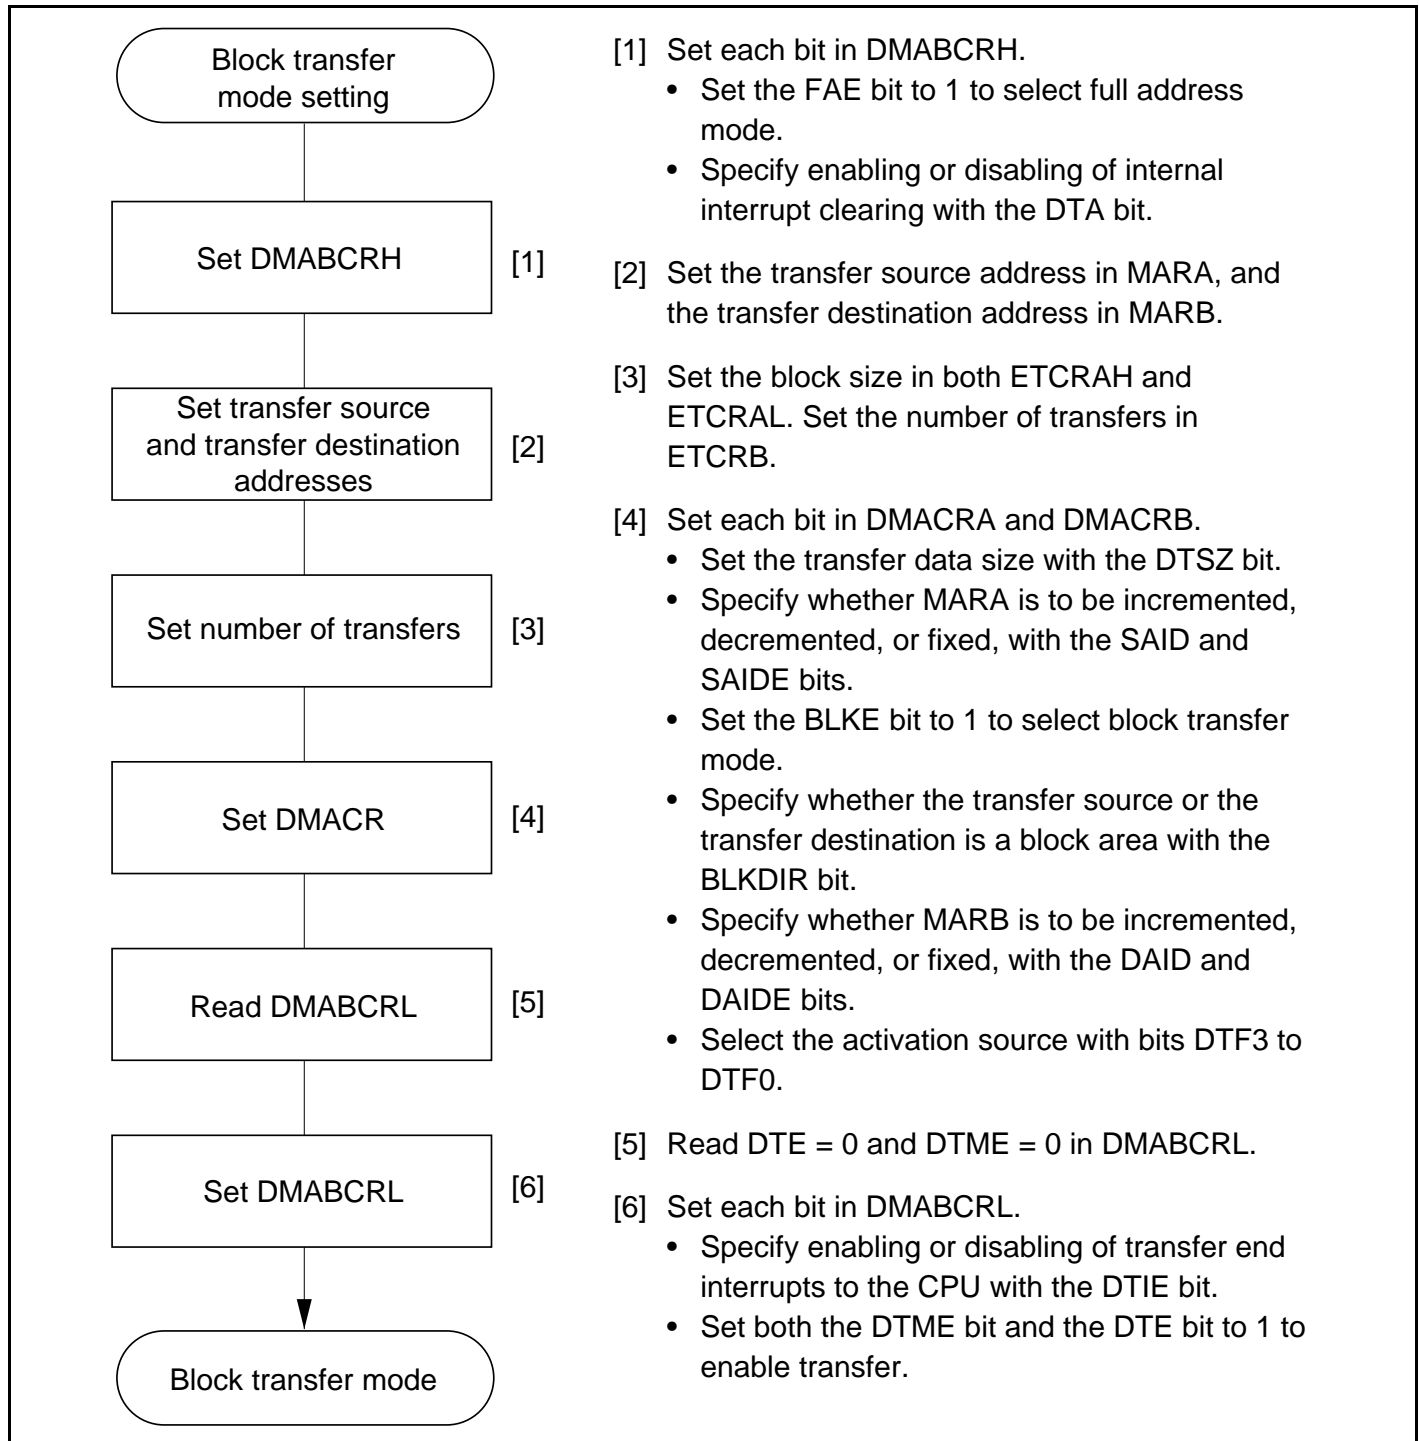 Block transfer
mode setting
Set DMABCRH [1]
Set transfer source
and transfer destination
addresses
[2]
Set number of transfers [3]
Set DMACR [4]
Read DMABCRL [5]
Set DMABCRL [6]
Block transfer mode
[1] Set each bit in DMABCRH.
• Set the FAE bit to 1 to select full address
mode.
• Specify enabling or disabling of internal
interrupt clearing with the DTA bit.
[2] Set the transfer source address in MARA, and
the transfer destination address in MARB.
[3] Set the block size in both ETCRAH and
ETCRAL. Set the number of transfers in
ETCRB.
[4] Set each bit in DMACRA and DMACRB.
• Set the transfer data size with the DTSZ bit.
• Specify whether MARA is to be incremented,
decremented, or fixed, with the SAID and
SAIDE bits.
• Set the BLKE bit to 1 to select block transfer
mode.
• Specify whether the transfer source or the
transfer destination is a block area with the
BLKDIR bit.
• Specify whether MARB is to be incremented,
decremented, or fixed, with the DAID and
DAIDE bits.
• Select the activation source with bits DTF3 to
DTF0.
[5] Read DTE = 0 and DTME = 0 in DMABCRL.
[6] Set each bit in DMABCRL.
• Specify enabling or disabling of transfer end
interrupts to the CPU with the DTIE bit.
• Set both the DTME bit and the DTE bit to 1 to
enable transfer.